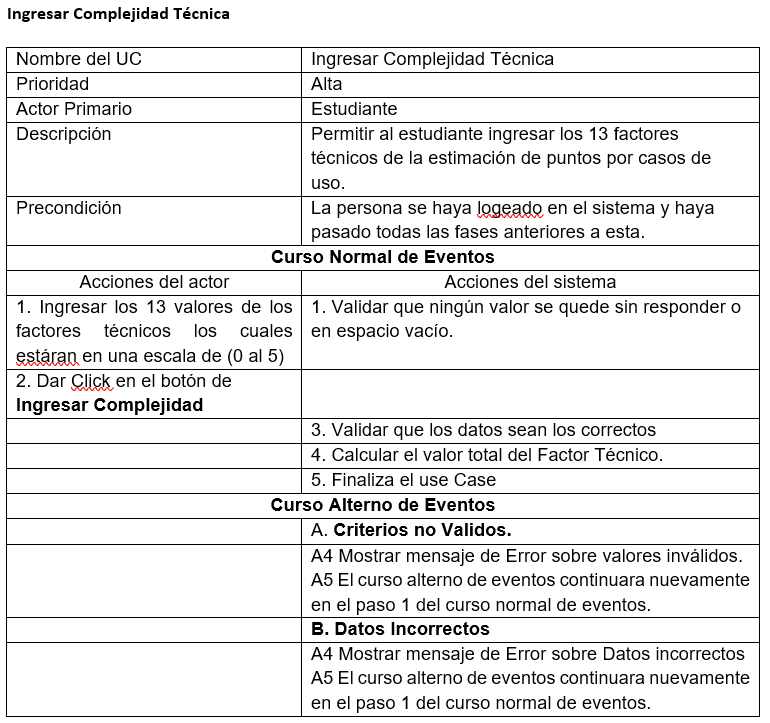 Ingresar Complejidad Técnica
Nombre del UC
Ingresar Complejidad Técnica
Prioridad
Alta
Actor Primario
Estudiante
Descripción
Permitir al estudiante ingresar los 13 factores
técnicos de la estimación de puntos por casos de
uso.
Precondición
La persona se haya logeado en el sistema y haya
pasado todas las fases anteriores a esta.
Curso Normal de Eventos
Acciones del actor
Acciones del sistema
1. Ingresar los 13 valores de los
factores técnicos los cuales
estáran en una escala de (0 al 5)
1. Validar que ningún valor se quede sin responder o
en espacio vacío.
2. Dar Click en el botón de
Ingresar Complejidad
3. Validar que los datos sean los correctos
4. Calcular el valor total del Factor Técnico.
5. Finaliza el use Case
Curso Alterno de Eventos
A. Criterios no Validos.
A4 Mostrar mensaje de Error sobre valores inválidos.
A5 El curso alterno de eventos continuara nuevamente
en el paso 1 del curso normal de eventos.
B. Datos Incorrectos
A4 Mostrar mensaje de Error sobre Datos incorrectos
A5 El curso alterno de eventos continuara nuevamente
en el paso 1 del curso normal de eventos.